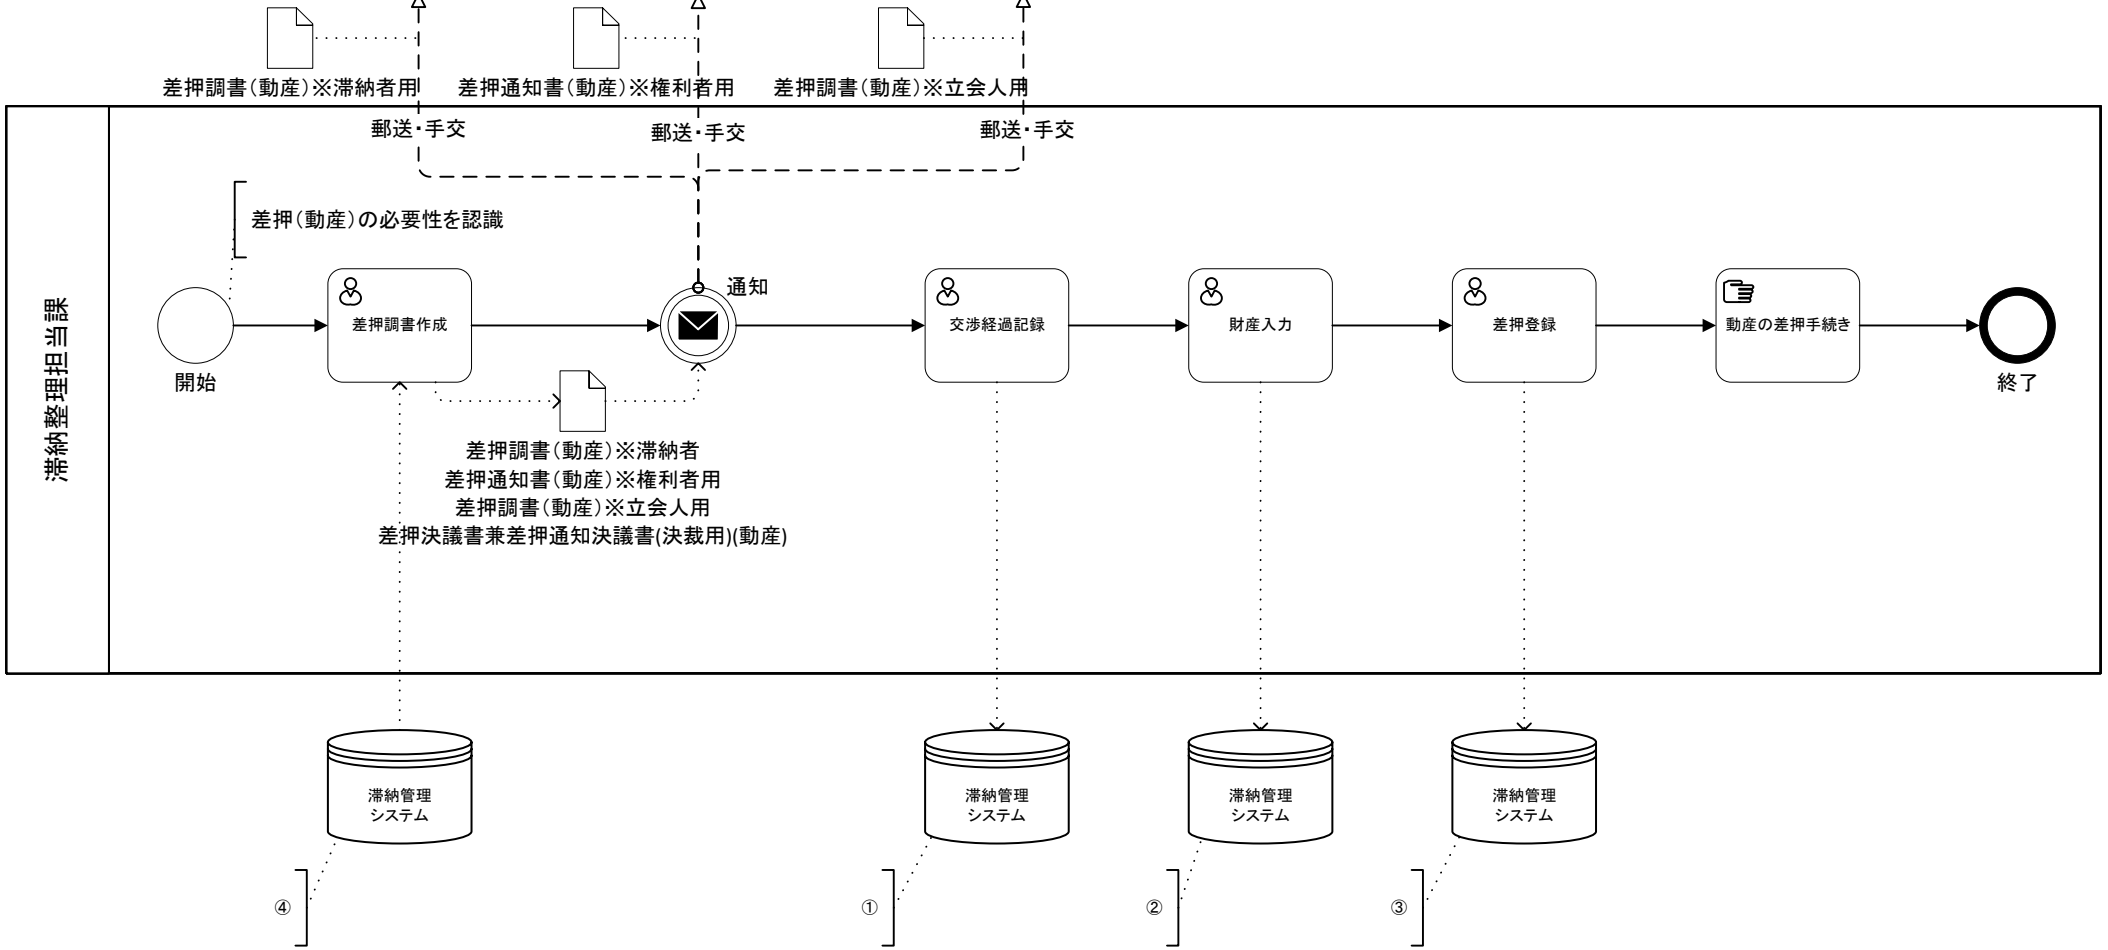 差押調書（動産）※滞納者用
差押通知書（動産）※権利者用
差押調書（動産）※立会人用
郵送・手交
郵送・手交
郵送・手交
滞納整理担当課
差押（動産）の必要性を認識
通知
開始
差押調書作成
交渉経過記録
財産入力
差押登録
動産の差押手続き
終了
差押調書（動産）※滞納者
差押通知書（動産）※権利者用
差押調書（動産）※立会人用
差押決議書兼差押通知決議書(決裁用)(動産)
滞納管理
システム
滞納管理
システム
滞納管理
システム
滞納管理
システム
④
①
②
③